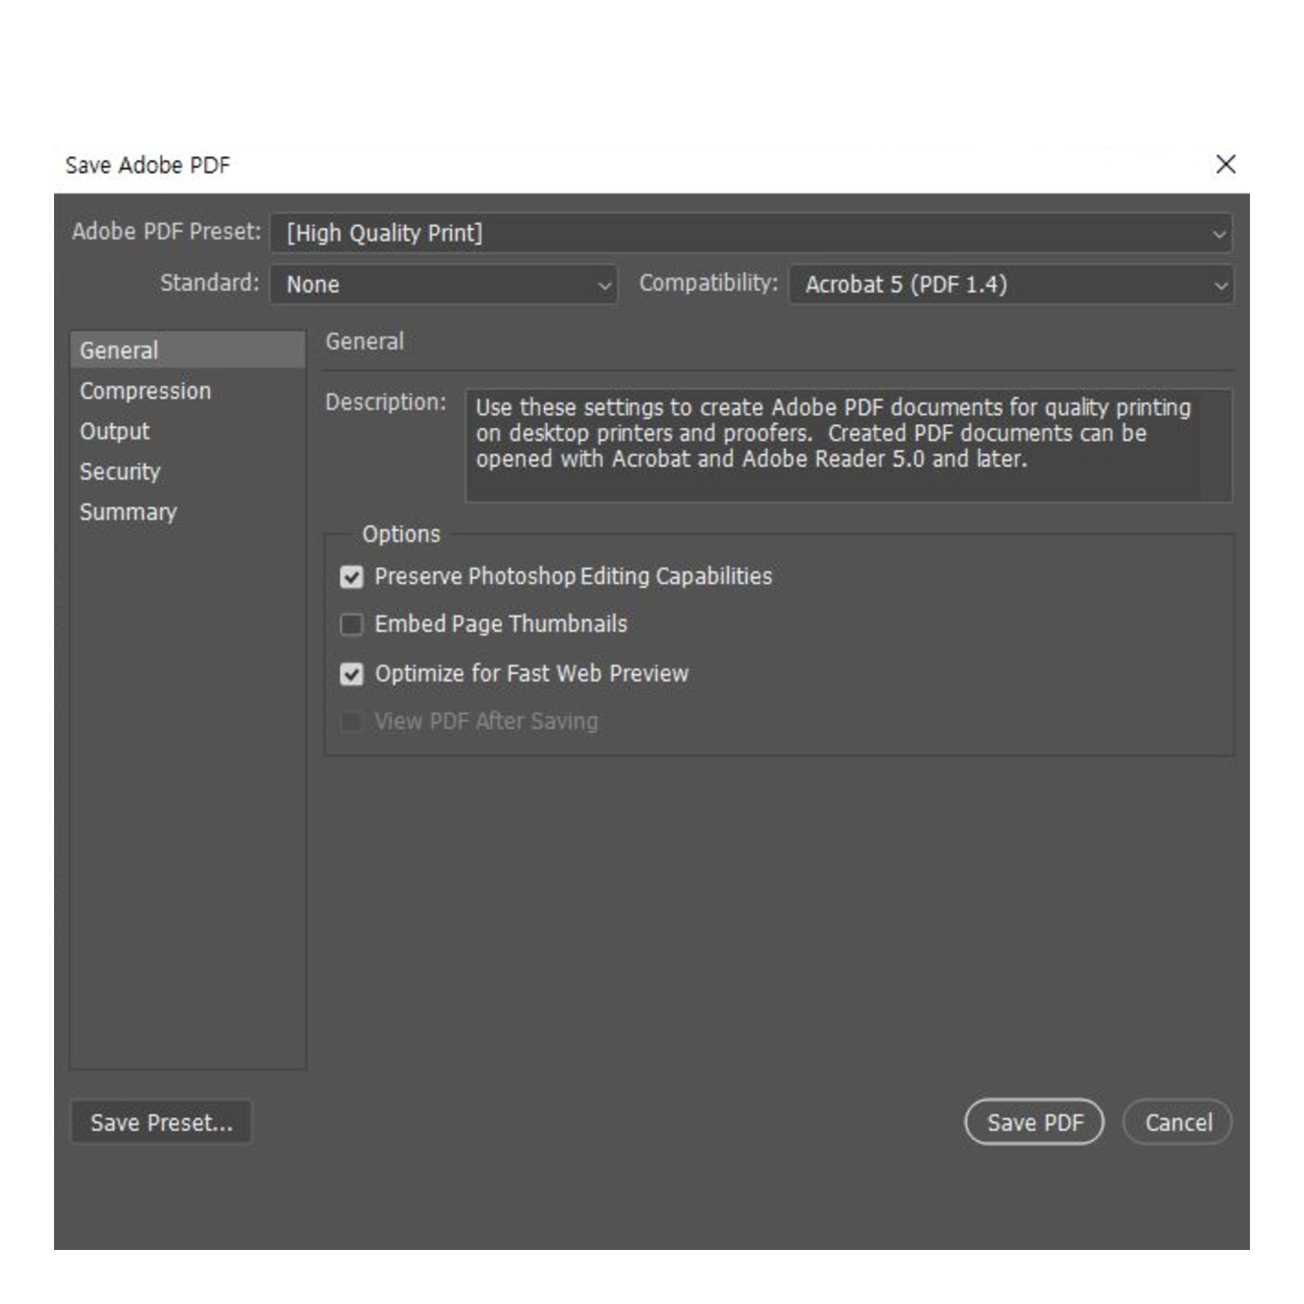 Save Adobe PDF
Adobe PDF Preset: [High Quality Print]
Standard: None Compatibility: Acrobat 5 (PDF 1.4)
General
Compression
Output
Security
Summary
General
Description: Use these settings to create Adobe PDF documents for quality printing
on desktop printers and proofers. Created PDF documents can be
opened with Acrobat and Adobe Reader 5.0 and later.
Options
Preserve Photoshop Editing Capabilities
Embed Page Thumbnails
Optimize for Fast Web Preview
View PDF After Saving
Save Preset... Save PDF Cancel